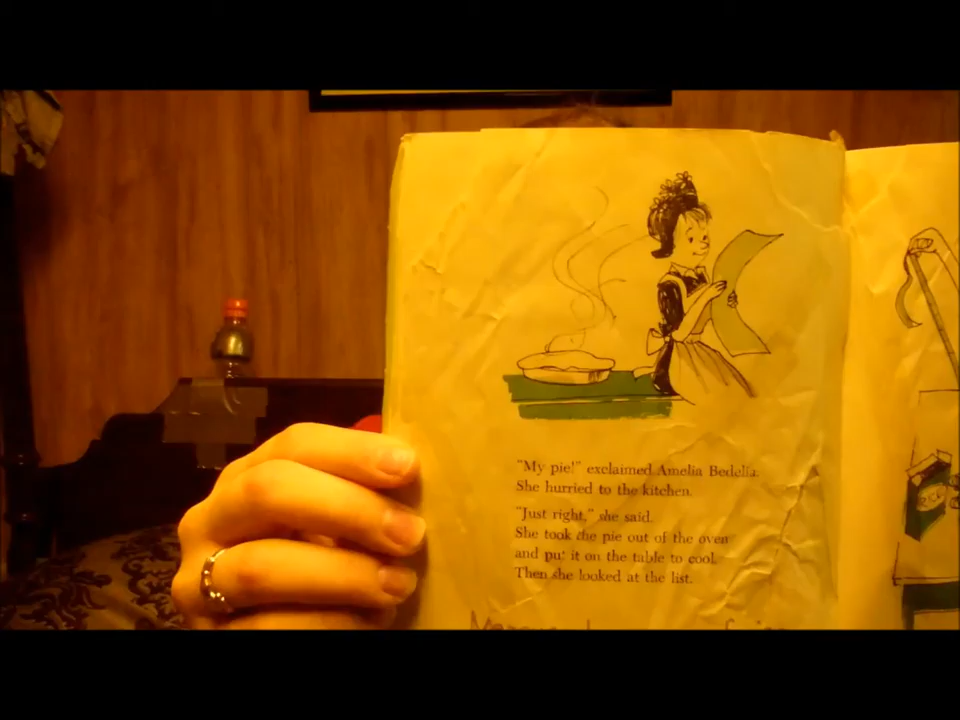 "My pie!" exclaimed Amelia Bedelia.
She hurried to the kitchen.
"Just right," she said.
She took the pie out of the oven
and put it on the table to cool.
Then she looked at the list.